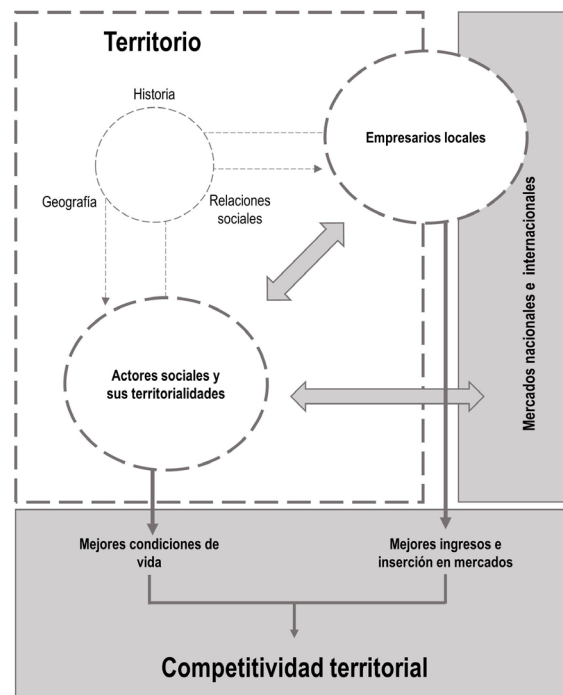 Territorio
Historia
Empresarios locales
Geografía
Relaciones
sociales
Mercados nacionales e internacionales
Actores sociales y
sus territorialidades
Mejores condiciones de
vida
Mejores ingresos e
inserción en mercados
Competitividad territorial